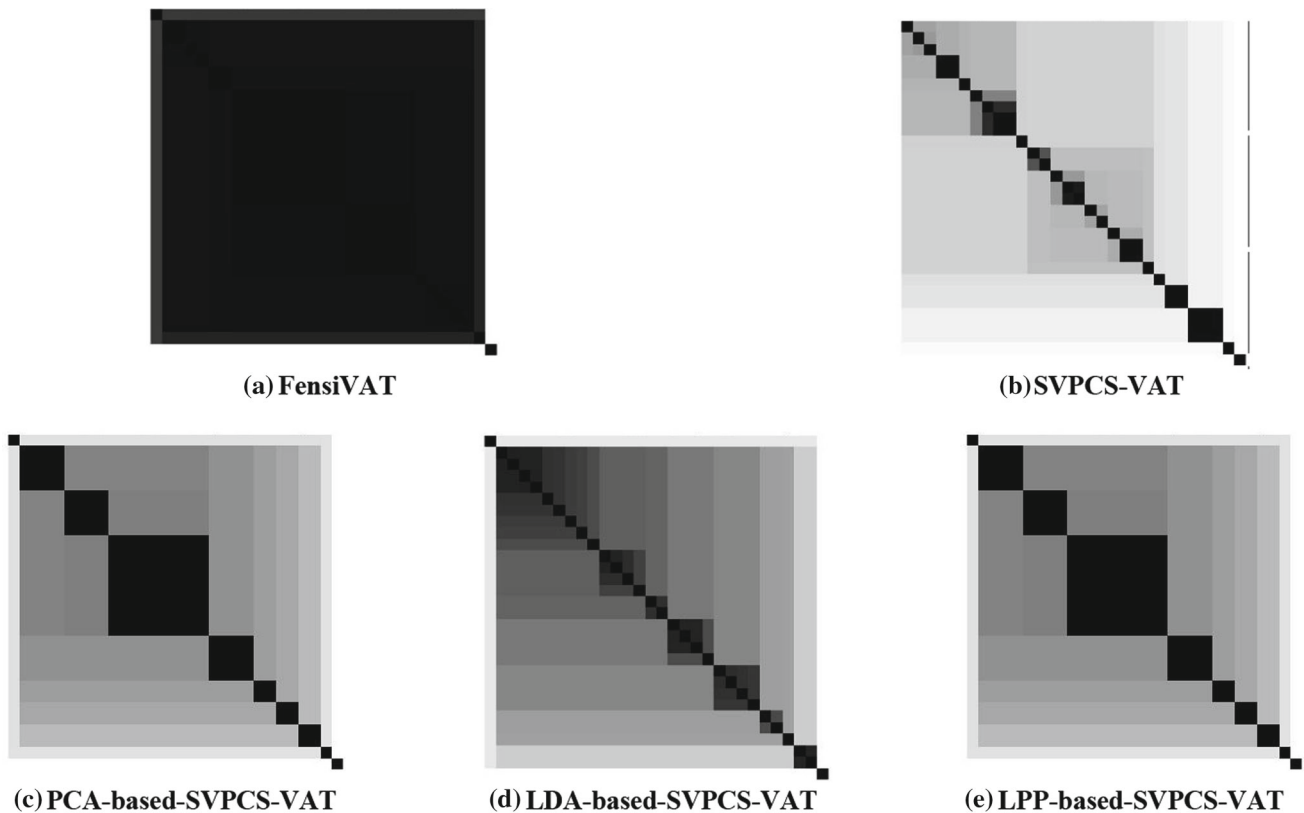 (a) FensiVAT
(b) SVPCS-VAT
(c) PCA-based-SVPCS-VAT
(d) LDA-based-SVPCS-VAT
(e) LPP-based-SVPCS-VAT